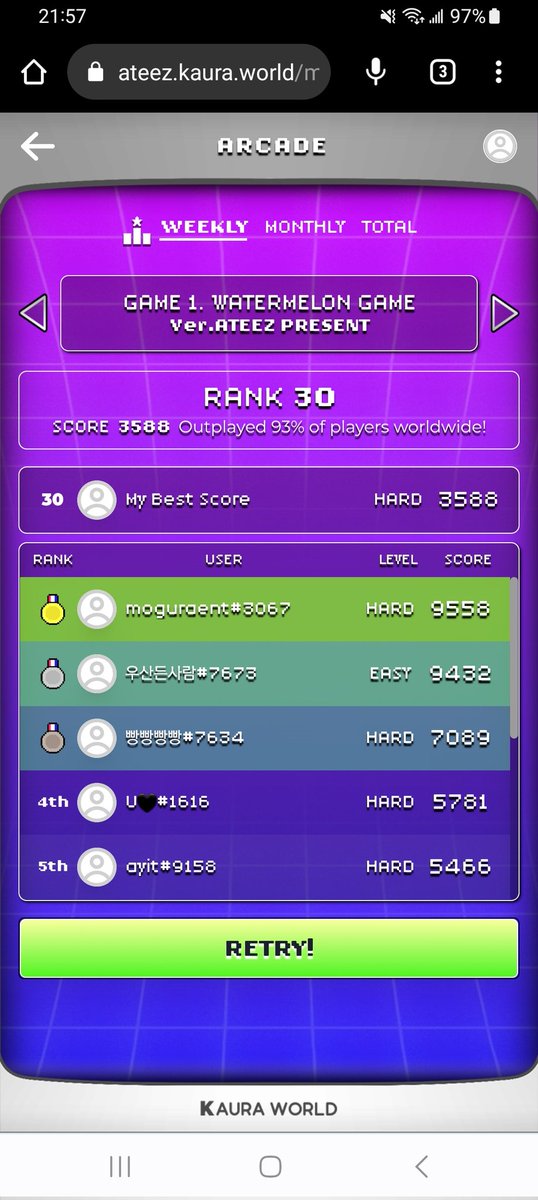 21:57 97%
ateez.kaura.world/m 3
ARCADE
WEEKLY MONTHLY TOTAL
GAME 1. WATERMELON GAME
Ver.ATEEZ PRESENT
RANK 30
SCORE 3588 Outplayed 93% of players worldwide!
30 My Best Score HARD 3588
RANK USER LEVEL SCORE
moguraent#3067 HARD 9558
우산든사람#7673 EASY 9432
빵빵빵빵#7634 HARD 7089
4th U🖤#1616 HARD 5781
5th ayit#9158 HARD 5466
RETRY!
KAURA WORLD